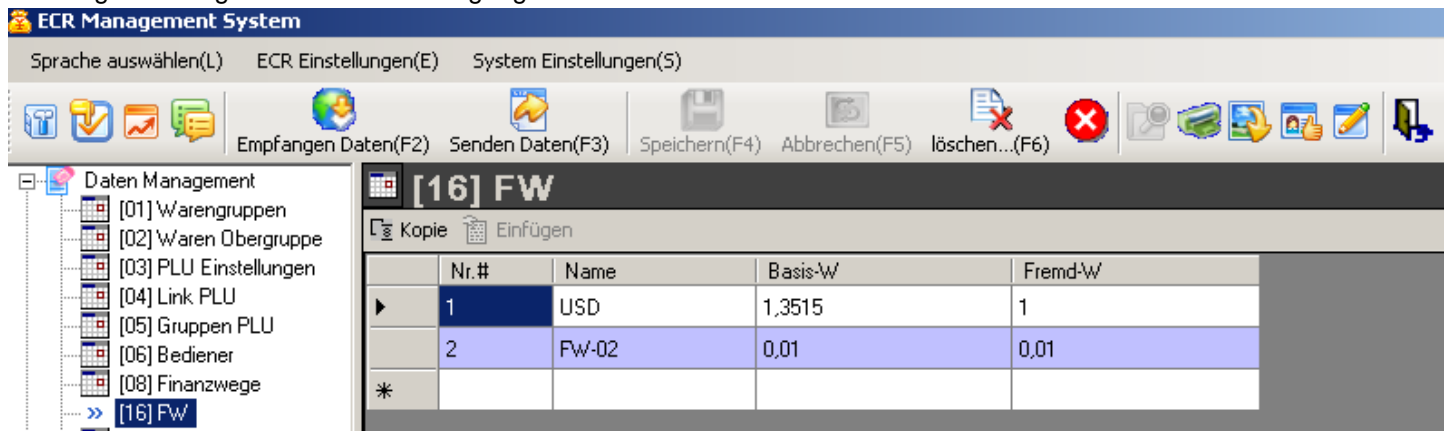 ECR Management System
Sprache auswählen(L) ECR Einstellungen(E) System Einstellungen(S)
Empfangen Daten(F2) Senden Daten(F3) Speichern(F4) Abbrechen(F5) löschen...(F6)
Daten Management
[01] Warengruppen
[02] Waren Obergruppe
[03] PLU Einstellungen
[04] Link PLU
[05] Gruppen PLU
[06] Bediener
[08] Finanzwege
[16] FW
[16] FW
Kopie Einfügen
Nr.# Name Basis-W Fremd-W
1 USD 1,3515 1
2 FW-02 0,01 0,01